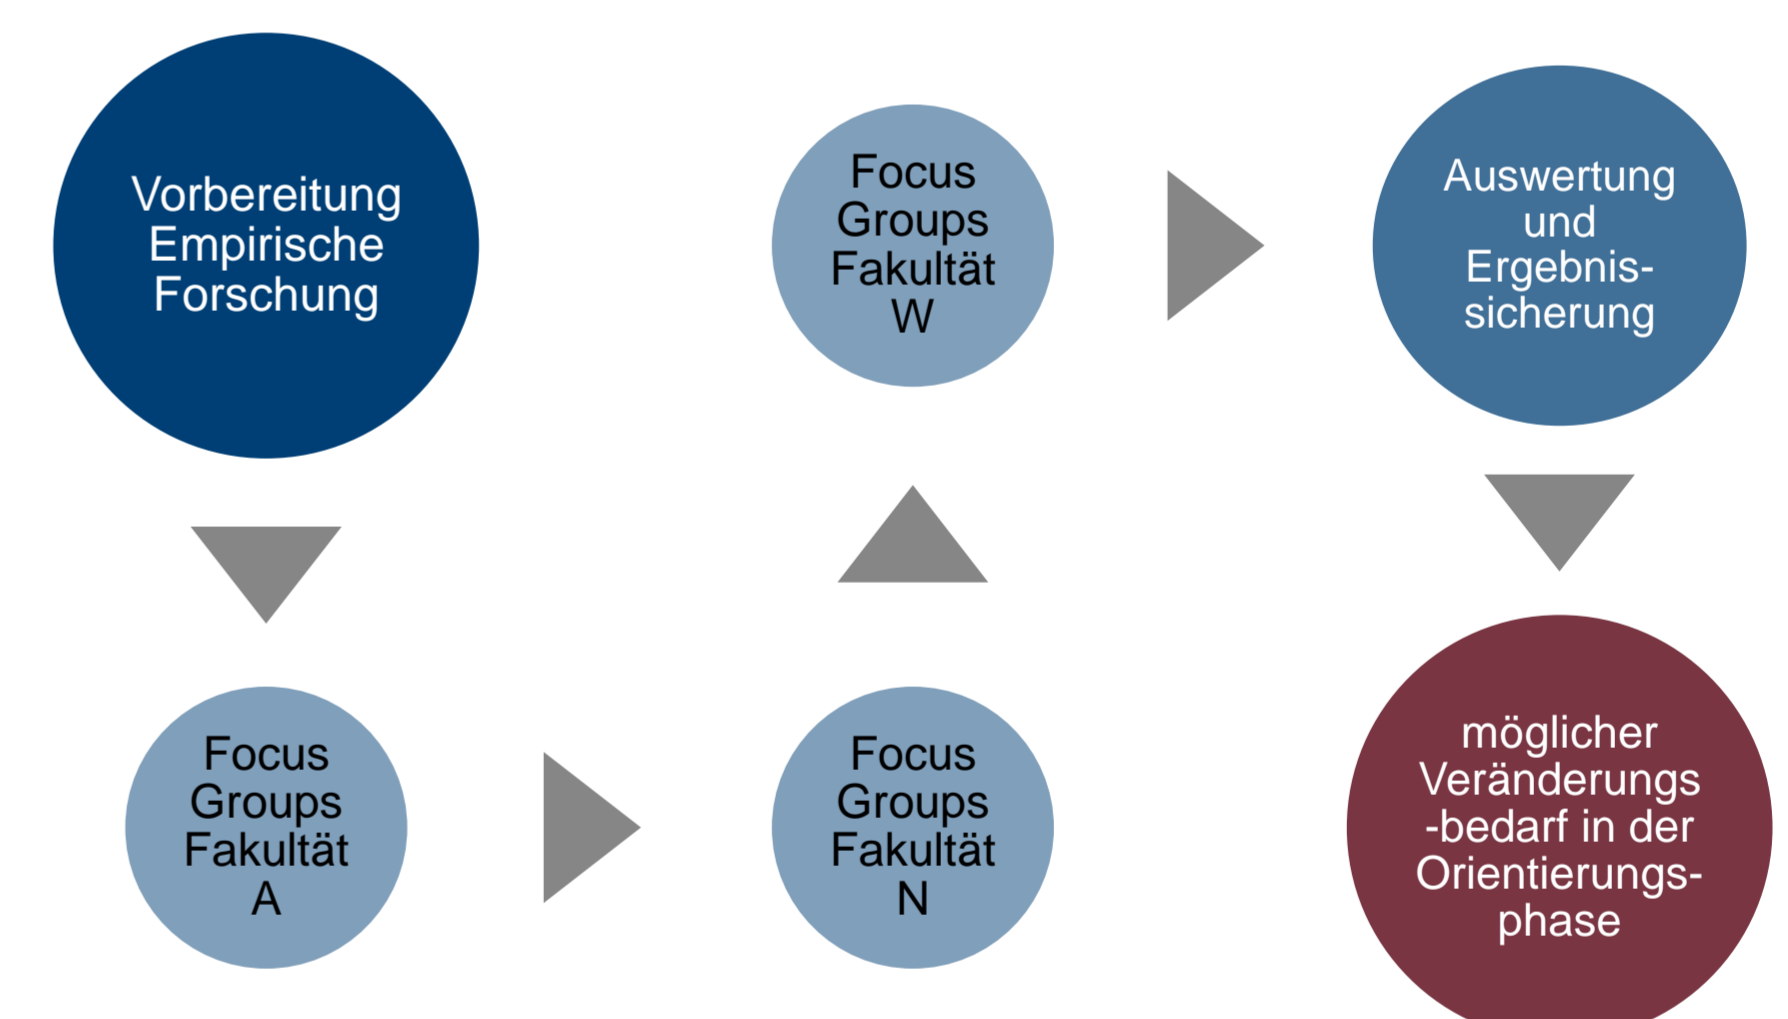 Vorbereitung
Empirische
Forschung
Focus
Groups
Fakultät
A
Focus
Groups
Fakultät
N
Focus
Groups
Fakultät
W
Auswertung
und
Ergebnis-
sicherung
möglicher
Veränderungs
-bedarf in der
Orientierungs-
phase